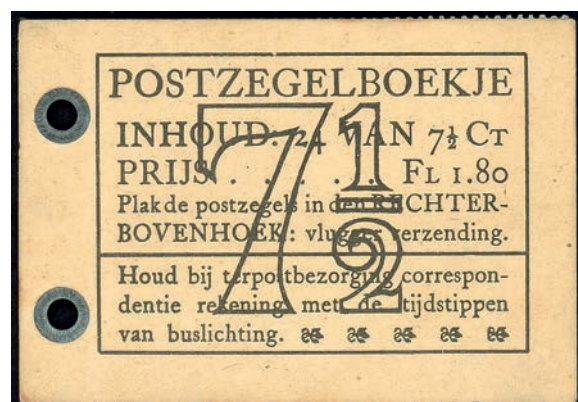 POSTZEGELBOEKJE
INHOUD. 24 VAN 7½ CT
PRIJS . . . . . . FL 1.80
Plak de postzegels in den RECHTER-
BOVENHOEK: vlugger verzending.
7½
Houd bij terpostbezorging correspon-
dentie rekening met de tijdstippen
van buslichting.